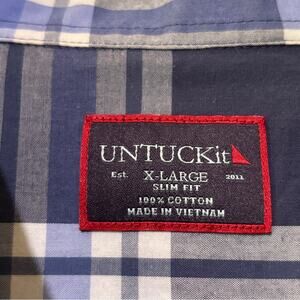 UNTUCKit
Est. X-LARGE 2011
SLIM FIT
100% COTTON
MADE IN VIETNAM